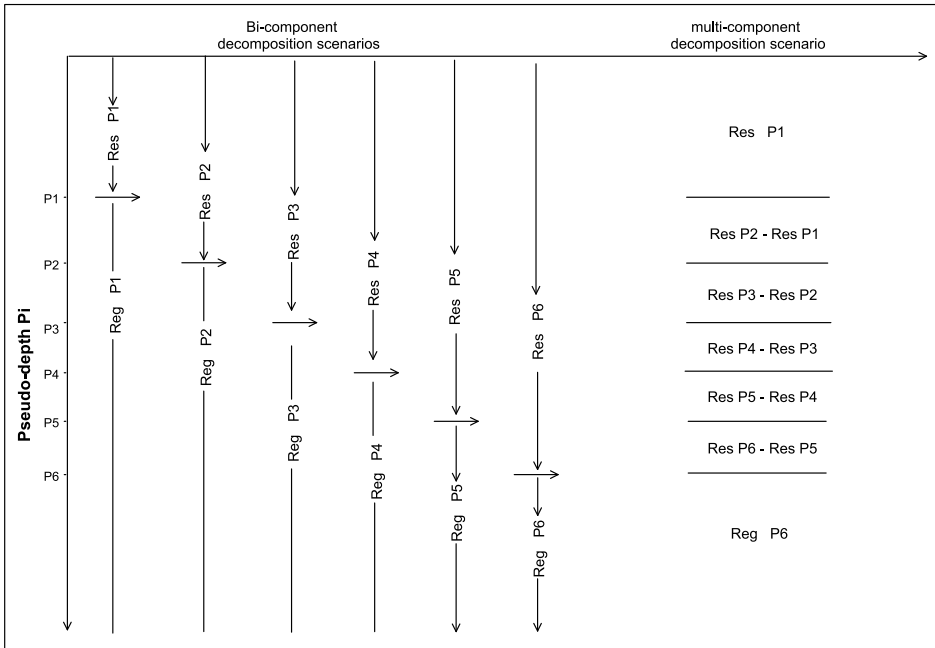 Bi-component
decomposition scenarios
multi-component
decomposition scenario
Pseudo-depth Pi
P1
P2
P3
P4
P5
P6
Res P1
Reg P1
Res P2
Reg P2
Res P3
Reg P3
Res P4
Reg P4
Res P5
Reg P5
Res P6
Reg P6
Res P1
Res P2 - Res P1
Res P3 - Res P2
Res P4 - Res P3
Res P5 - Res P4
Res P6 - Res P5
Reg P6